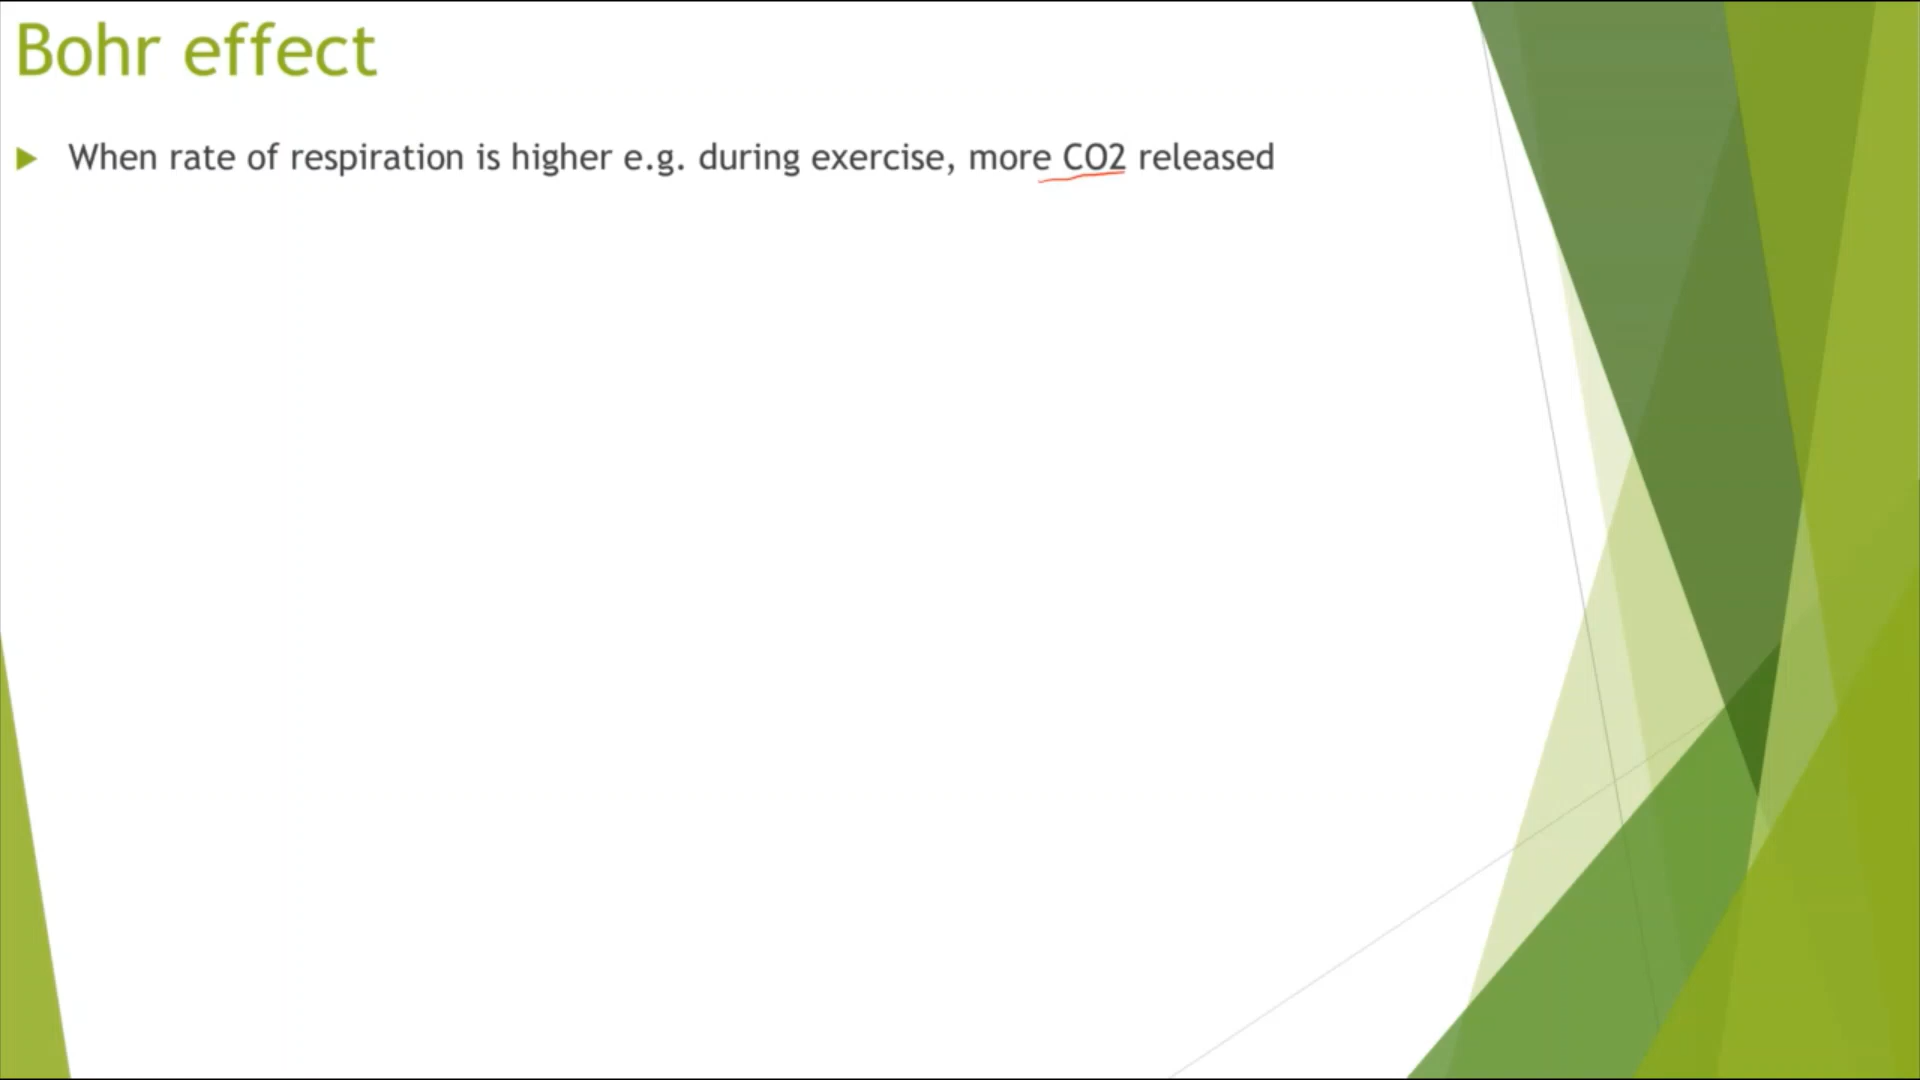 Bohr effect
When rate of respiration is higher e.g. during exercise, more CO2 released